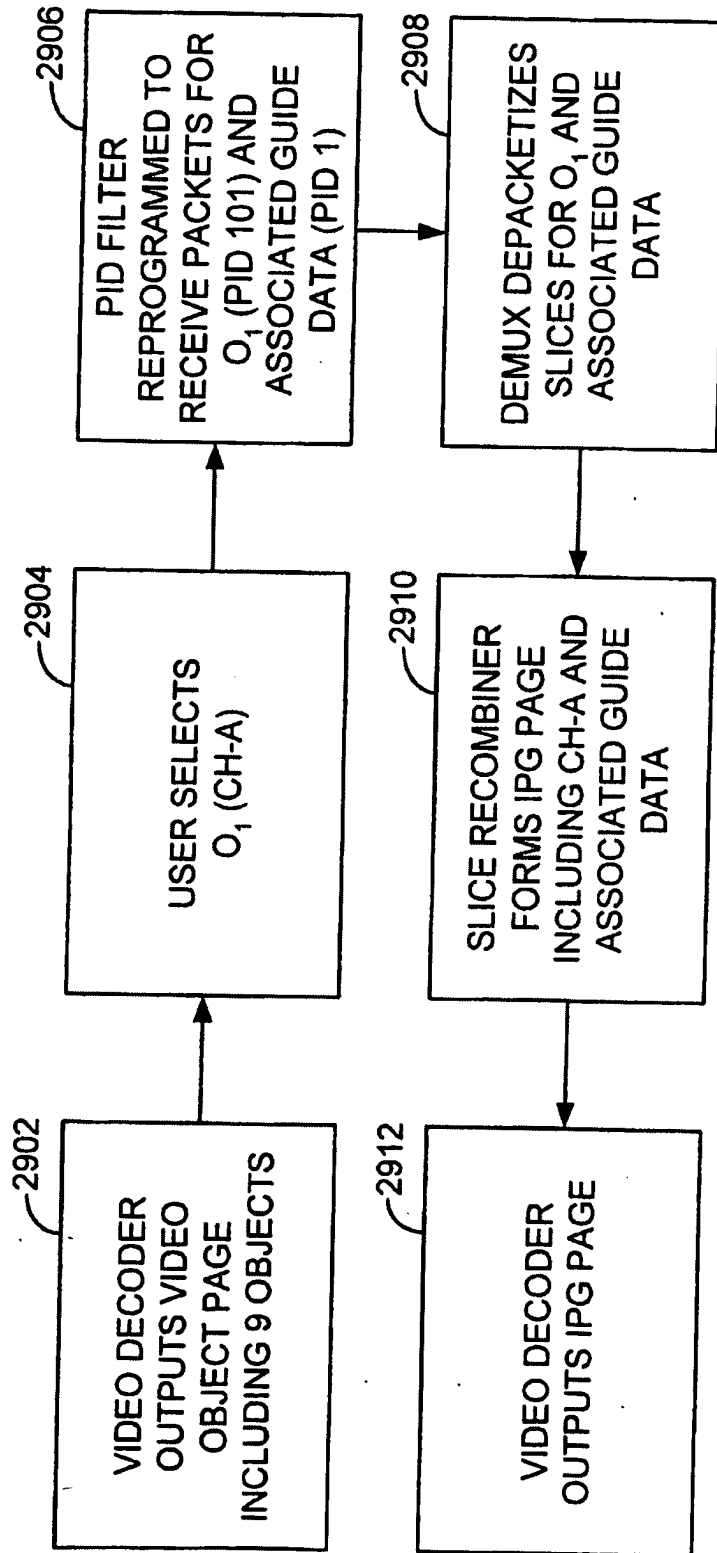 2902
VIDEO DECODER
OUTPUTS VIDEO
OBJECT PAGE
INCLUDING 9 OBJECTS
2904
USER SELECTS
O₁ (CH-A)
2906
PID FILTER
REPROGRAMMED TO
RECEIVE PACKETS FOR
O₁ (PID 101) AND
ASSOCIATED GUIDE
DATA (PID 1)
2908
DEMUX DEPACKETIZES
SLICES FOR O₁ AND
ASSOCIATED GUIDE
DATA
2910
SLICE RECOMBINER
FORMS IPG PAGE
INCLUDING CH-A AND
ASSOCIATED GUIDE
DATA
2912
VIDEO DECODER
OUTPUTS IPG PAGE